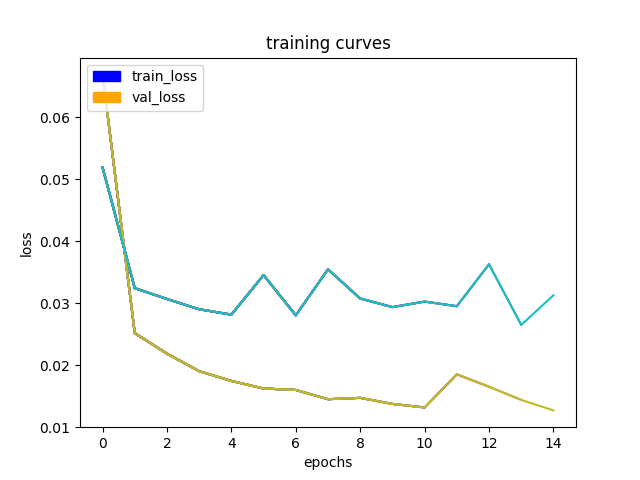 training curves
train_loss
val_loss
0.06
0.05
0.04
0.03
0.02
0.01
loss
0 2 4 6 8 10 12 14
epochs